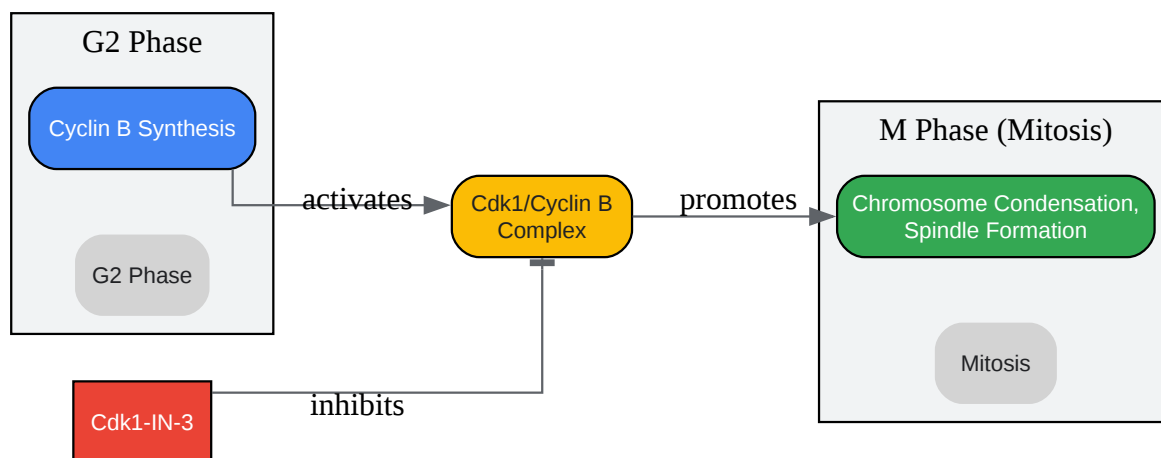 G2 Phase
Cyclin B Synthesis
G2 Phase
activates
Cdk1/Cyclin B
Complex
promotes
M Phase (Mitosis)
Chromosome Condensation,
Spindle Formation
Mitosis
Cdk1-IN-3
inhibits